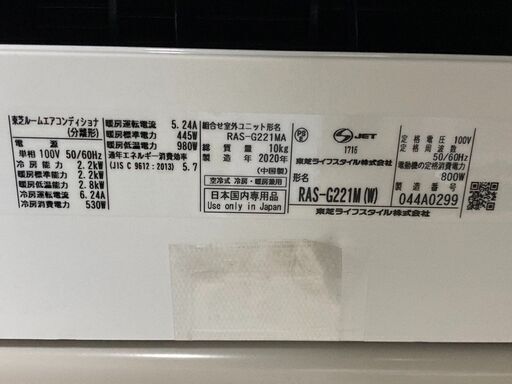 東芝ルームエアコンディショナ
(分離形)
電源
単相 100V 50/60Hz
冷房能力 2.2kW
暖房標準能力 2.2kW
暖房低温能力 2.8kW
冷房運転電流 6.24A
冷房消費電力 530W
暖房運転電流 5.24A
暖房標準電力 445W
暖房低温電力 980W
通年エネルギー消費効率
(JIS C 9612:2013) 5.7
組合せ室外ユニット形名
RAS-G221MA
総質量 10kg
製造年 2020年
(中国製)
空冷式 冷房・暖房兼用
日本国内専用品
Use only in Japan
PS E
JET
1716
東芝ライフスタイル株式会社
形名
RAS-G221M(W)
東芝ライフスタイル株式会社
定格電圧 100V
定格周波数
50/60Hz
電動機の定格消費電力
800W
製造番号
044A0299